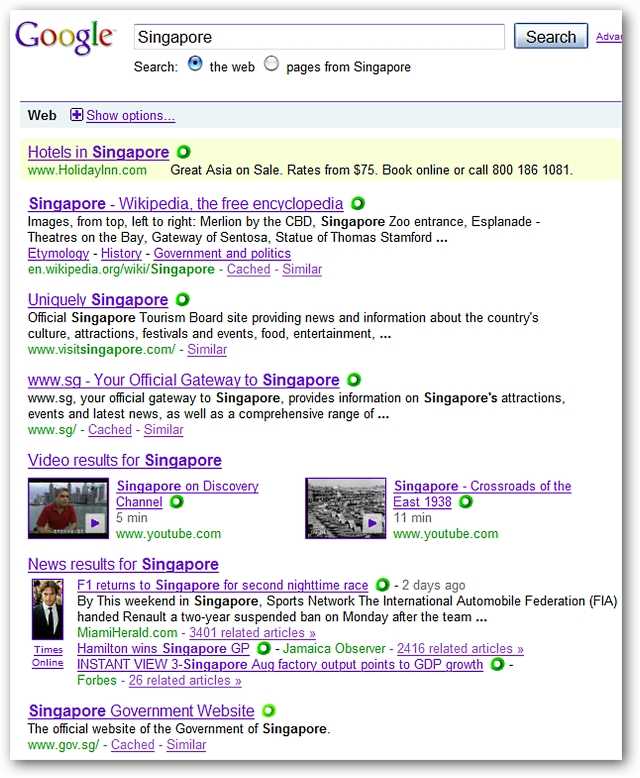 Google
Singapore
Search
Adva
Search: the web pages from Singapore
Web Show options...
Hotels in Singapore
www.HolidayInn.com Great Asia on Sale. Rates from $75. Book online or call 800 186 1081.
Singapore - Wikipedia, the free encyclopedia
Images, from top, left to right: Merlion by the CBD, Singapore Zoo entrance, Esplanade -
Theatres on the Bay, Gateway of Sentosa, Statue of Thomas Stamford ...
Etymology - History - Government and politics
en.wikipedia.org/wiki/Singapore - Cached - Similar
Uniquely Singapore
Official Singapore Tourism Board site providing news and information about the country's
culture, attractions, festivals and events, food, entertainment, ...
www.visitsingapore.com/ - Similar
www.sg - Your Official Gateway to Singapore
www.sg, your official gateway to Singapore, provides information on Singapore's attractions,
events and latest news, as well as a comprehensive range of ...
www.sg/ - Cached - Similar
Video results for Singapore
Singapore on Discovery
Channel
5 min
www.youtube.com
Singapore - Crossroads of the
East 1938
11 min
www.youtube.com
News results for Singapore
Times
Online
F1 returns to Singapore for second nighttime race - 2 days ago
By This weekend in Singapore, Sports Network The International Automobile Federation (FIA)
handed Renault a two-year suspended ban on Monday after the team ...
MiamiHerald.com - 3401 related articles »
Hamilton wins Singapore GP - Jamaica Observer - 2416 related articles »
INSTANT VIEW 3-Singapore Aug factory output points to GDP growth -
Forbes - 26 related articles »
Singapore Government Website
The official website of the Government of Singapore.
www.gov.sg/ - Cached - Similar